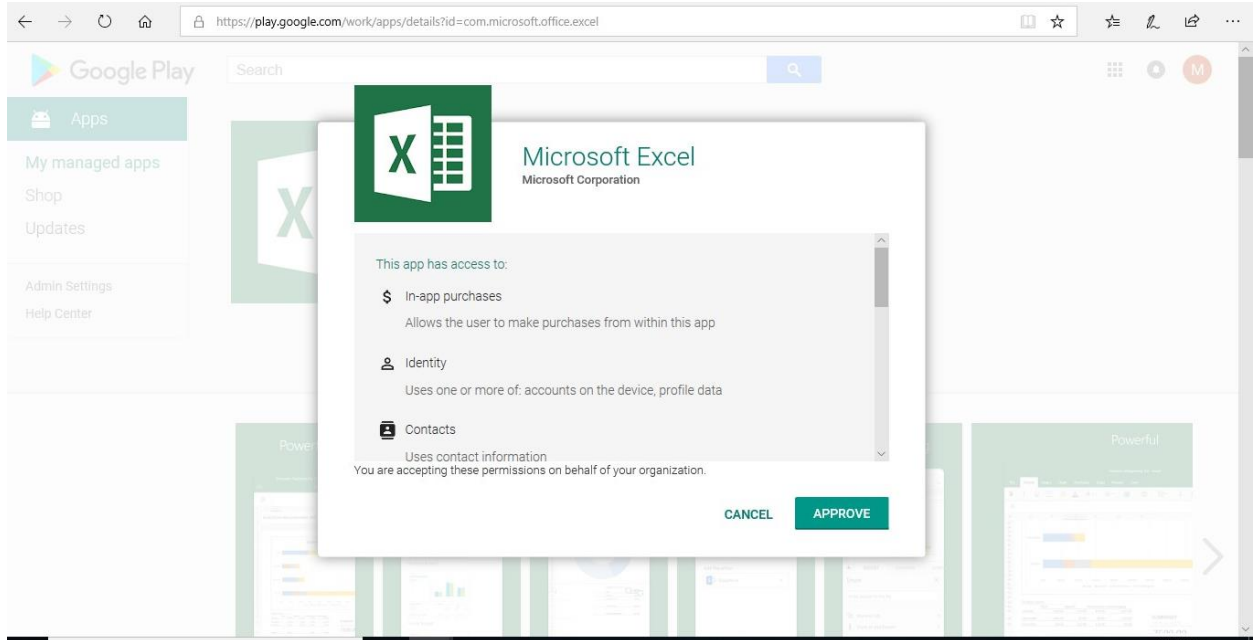 https://play.google.com/work/apps/details?id=com.microsoft.office.excel
Google Play
Search
M
Apps
My managed apps
Shop
Updates
Admin Settings
Help Center
X
X
Microsoft Excel
Microsoft Corporation
This app has access to:
$ In-app purchases
Allows the user to make purchases from within this app
Identity
Uses one or more of: accounts on the device, profile data
Contacts
Uses contact information
You are accepting these permissions on behalf of your organization.
CANCEL APPROVE
Powerful